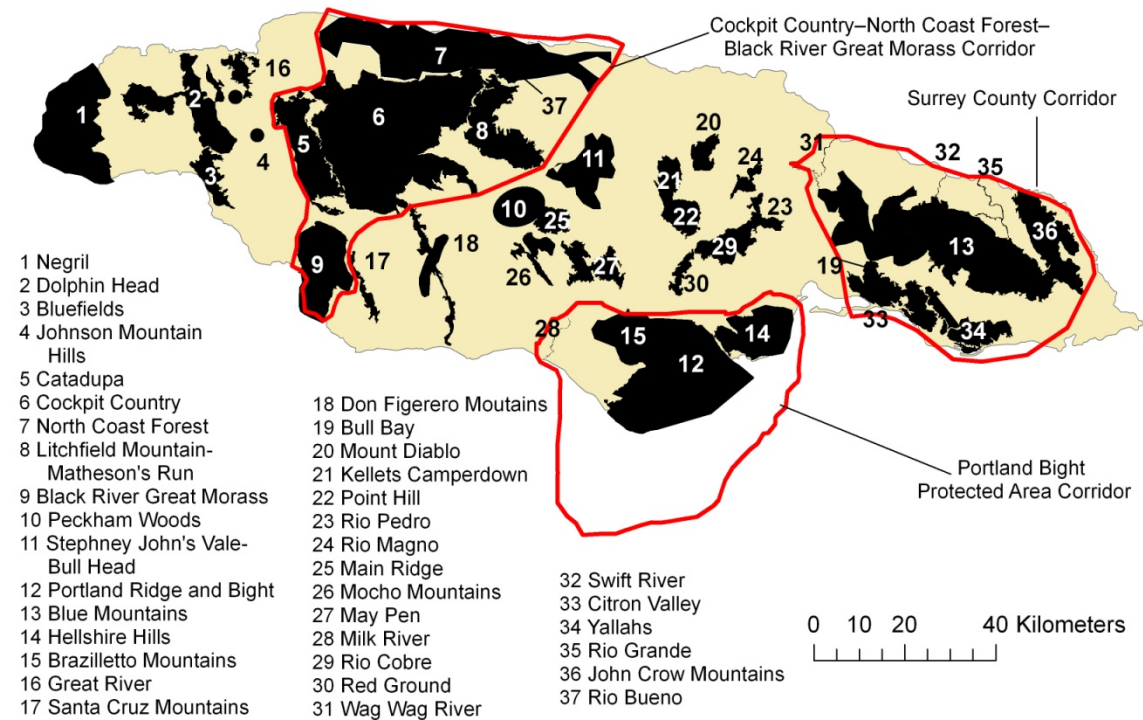 Cockpit Country–North Coast Forest–
Black River Great Morass Corridor
Surrey County Corridor
1
2
3
4
5
6
7
8
9
10
11
12
13
14
15
16
17
18
19
20
21
22
23
24
25
26
27
28
29
30
31
32
33
34
35
36
37
Portland Bight
Protected Area Corridor
1 Negril
2 Dolphin Head
3 Bluefields
4 Johnson Mountain
Hills
5 Catadupa
6 Cockpit Country
7 North Coast Forest
8 Litchfield Mountain-
Matheson's Run
9 Black River Great Morass
10 Peckham Woods
11 Stephney John's Vale-
Bull Head
12 Portland Ridge and Bight
13 Blue Mountains
14 Hellshire Hills
15 Brazilletto Mountains
16 Great River
17 Santa Cruz Mountains
18 Don Figerero Moutains
19 Bull Bay
20 Mount Diablo
21 Kellets Camperdown
22 Point Hill
23 Rio Pedro
24 Rio Magno
25 Main Ridge
26 Mocho Mountains
27 May Pen
28 Milk River
29 Rio Cobre
30 Red Ground
31 Wag Wag River
32 Swift River
33 Citron Valley
34 Yallahs
35 Rio Grande
36 John Crow Mountains
37 Rio Bueno
0 10 20 40 Kilometers